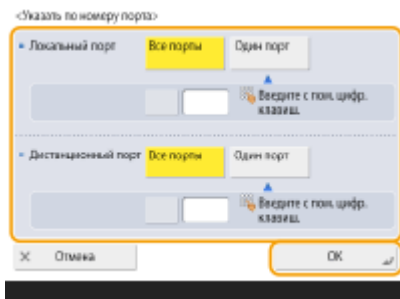 <Указать по номеру порта>
Локальный порт Все порты Один порт
Введите с пом. цифр.
клавиш.
Дистанционный порт Все порты Один порт
Введите с пом. цифр.
клавиш.
Отмена OK